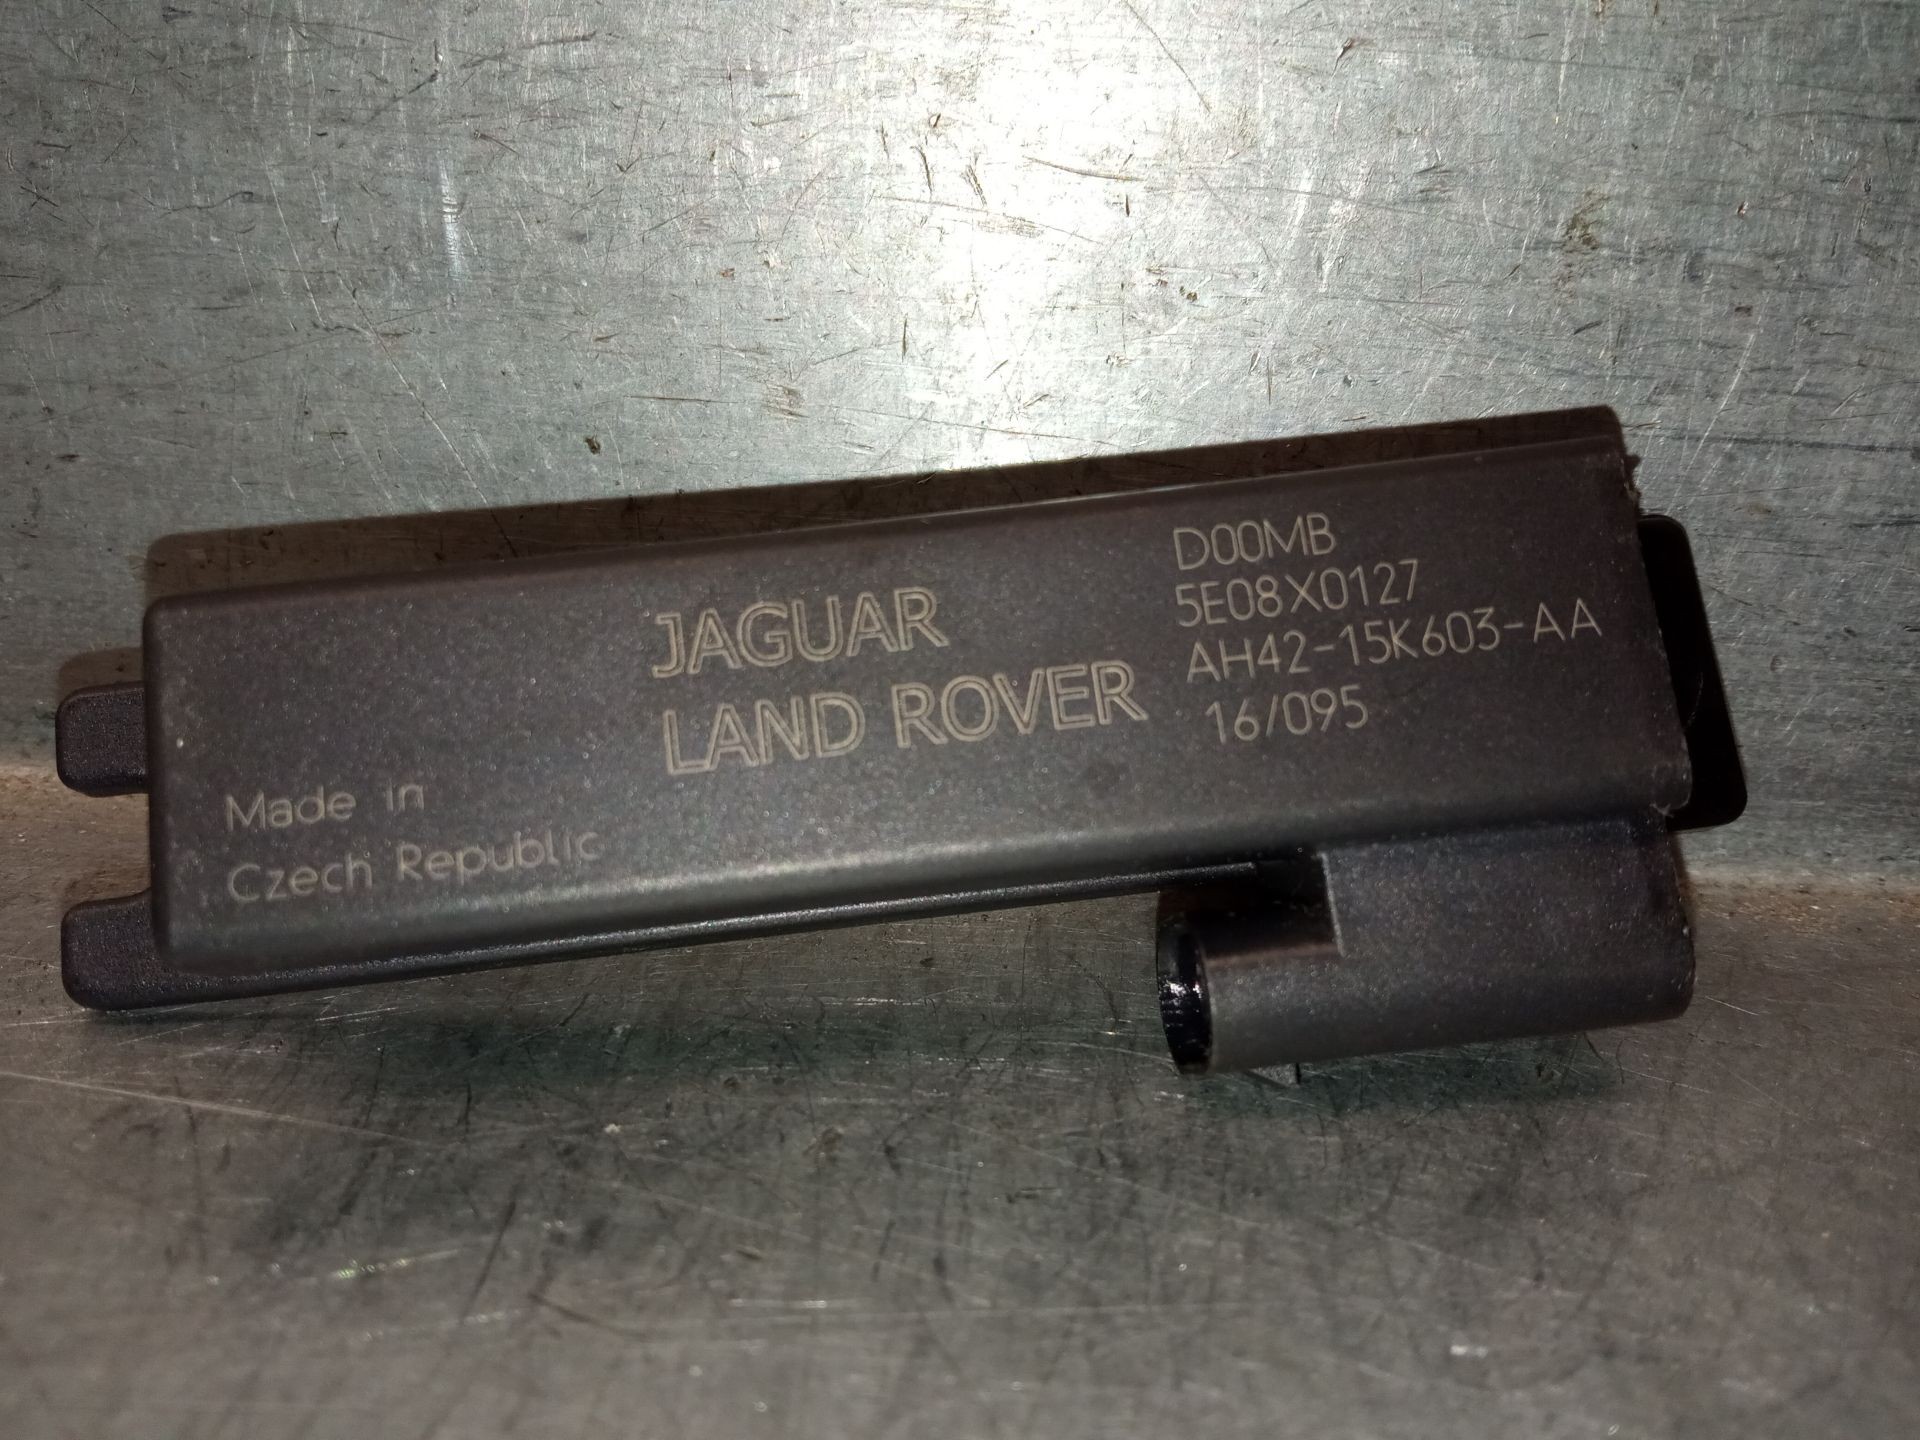 D00MB
5E08X0127
AH42-15K603-AA
16/095
JAGUAR
LAND ROVER
Made in
Czech Republic